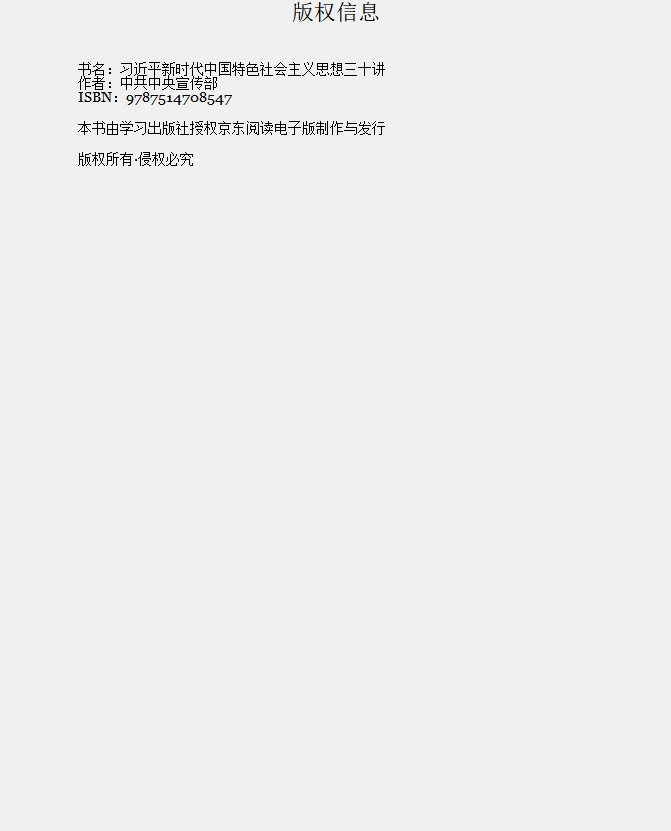 版权信息
书名：习近平新时代中国特色社会主义思想三十讲
作者：中共中央宣传部
ISBN：9787514708547
本书由学习出版社授权京东阅读电子版制作与发行
版权所有·侵权必究